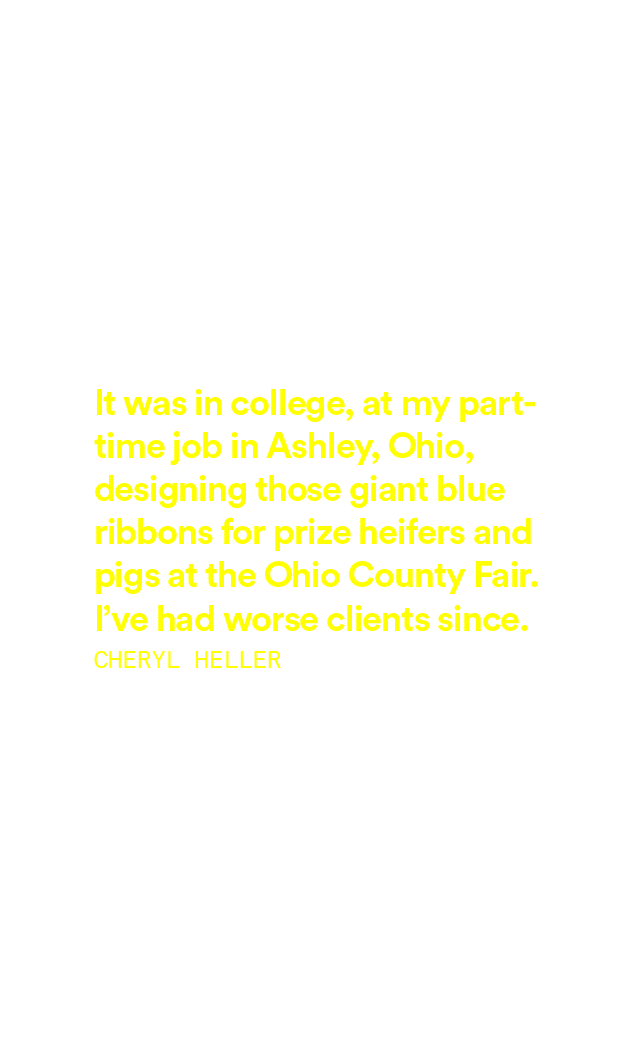 It was in college, at my part-
time job in Ashley, Ohio,
designing those giant blue
ribbons for prize heifers and
pigs at the Ohio County Fair.
I’ve had worse clients since.
CHERYL HELLER